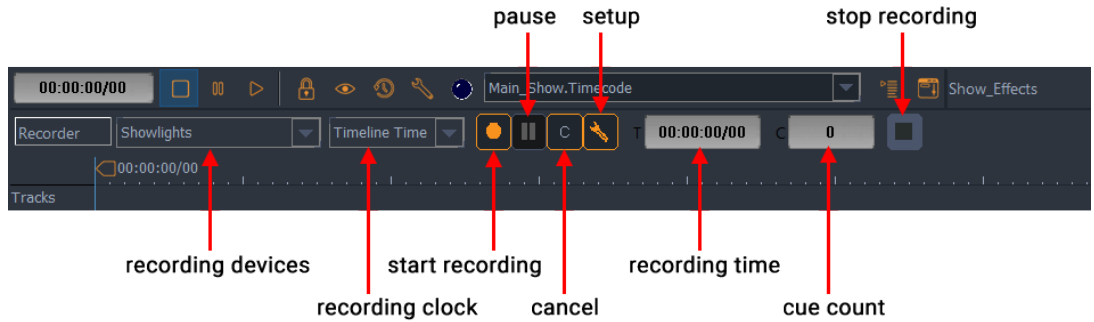 pause setup stop recording
00:00:00/00 Main_Show.Timecode Show_Effects
Recorder Showlights Timeline Time C T 00:00:00/00 C 0
00:00:00/00
Tracks
recording devices start recording recording time
recording clock cancel cue count